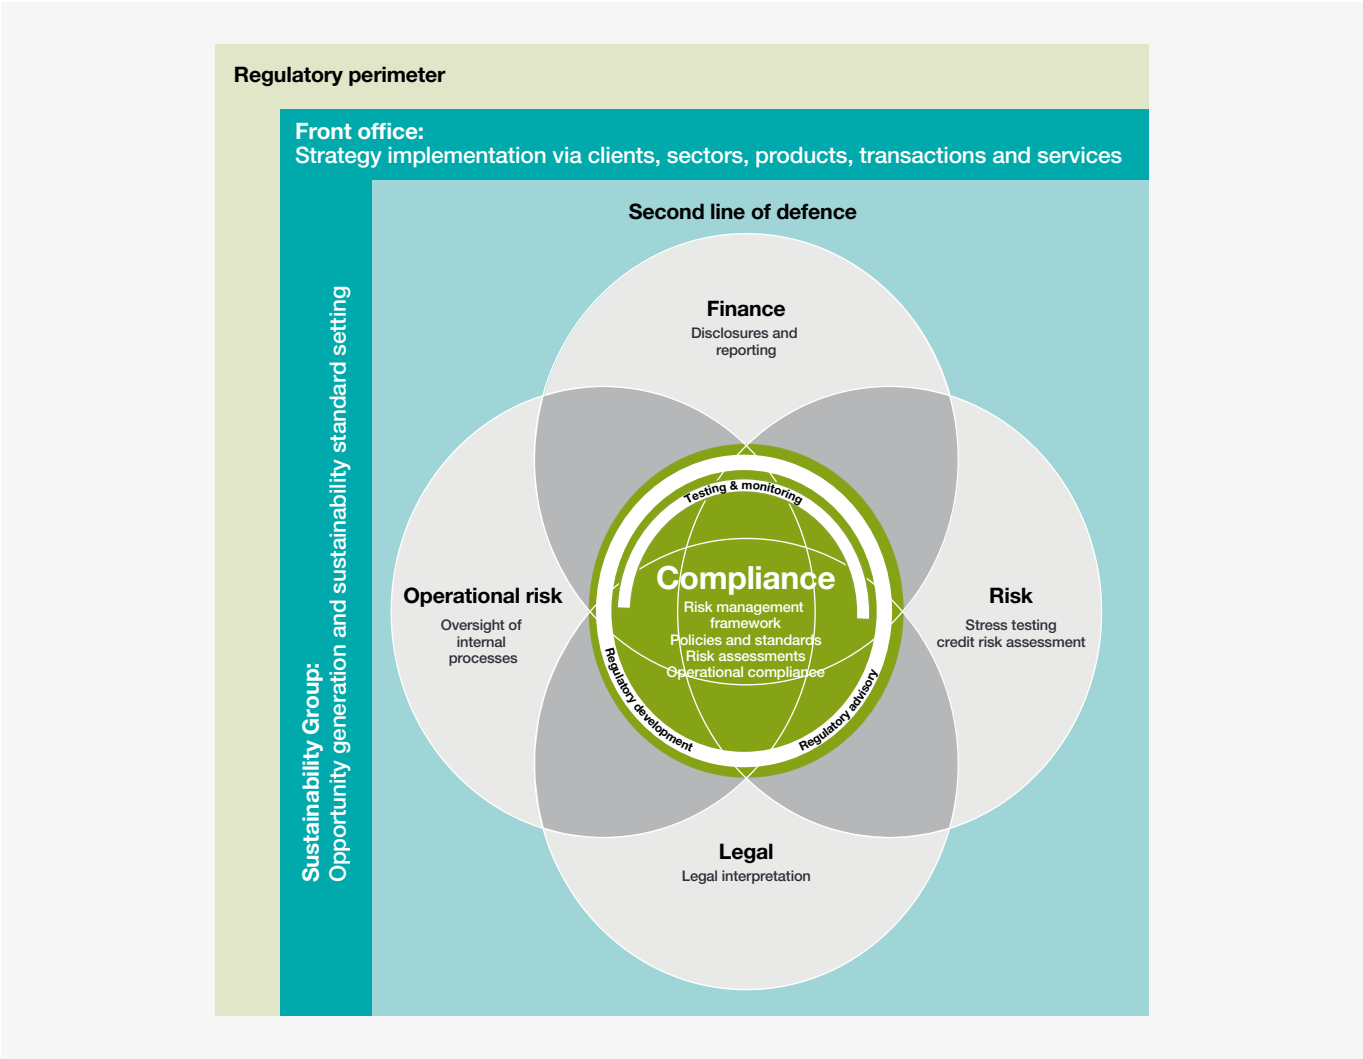 Regulatory perimeter
Front office:
Strategy implementation via clients, sectors, products, transactions and services
Sustainability Group:
Opportunity generation and sustainability standard setting
Second line of defence
Finance
Disclosures and
reporting
Operational risk
Oversight of
internal
processes
Testing & monitoring
Compliance
Risk management
framework
Policies and standards
Risk assessments
Operational compliance
Regulatory development
Regulatory advisory
Risk
Stress testing
credit risk assessment
Legal
Legal interpretation